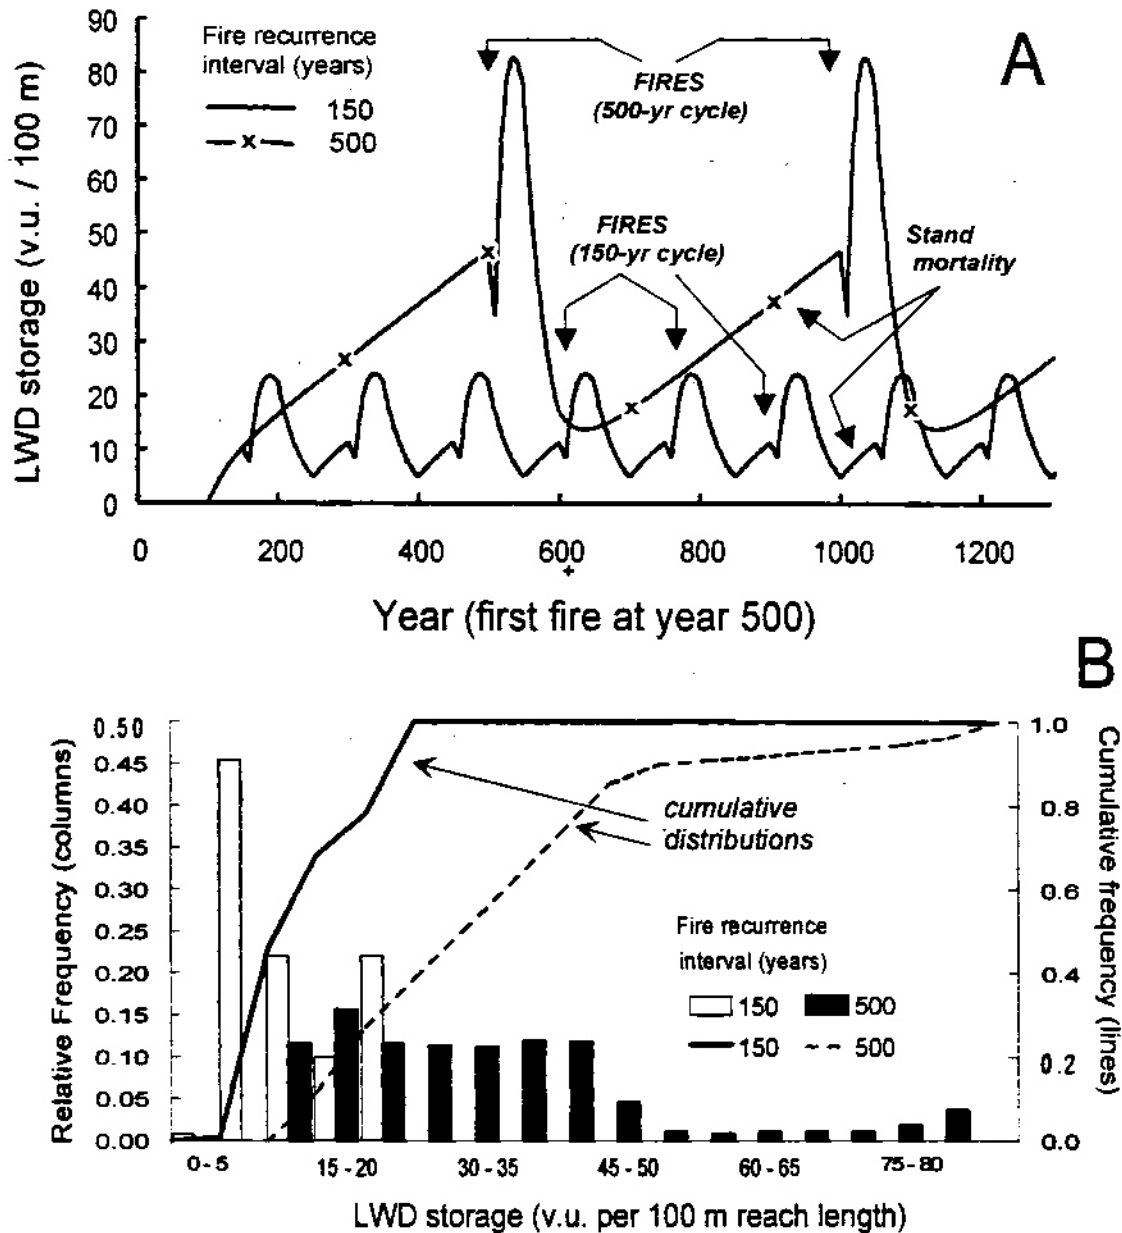 A
90
80
70
60
50
40
30
20
10
0
LWD storage (v.u. / 100 m)
Fire recurrence
interval (years)
150
500
FIRES
(500-yr cycle)
FIRES
(150-yr cycle)
Stand
mortality
0 200 400 600 800 1000 1200
Year (first fire at year 500)
B
0.50
0.45
0.40
0.35
0.30
0.25
0.20
0.15
0.10
0.05
0.00
Relative Frequency (columns)
cumulative
distributions
Fire recurrence
interval (years)
150 500
150 500
1.0
0.8
0.6
0.4
0.2
0.0
Cumulative frequency (lines)
0 - 5 15 - 20 30 - 35 45 - 50 60 - 65 75 - 80
LWD storage (v.u. per 100 m reach length)